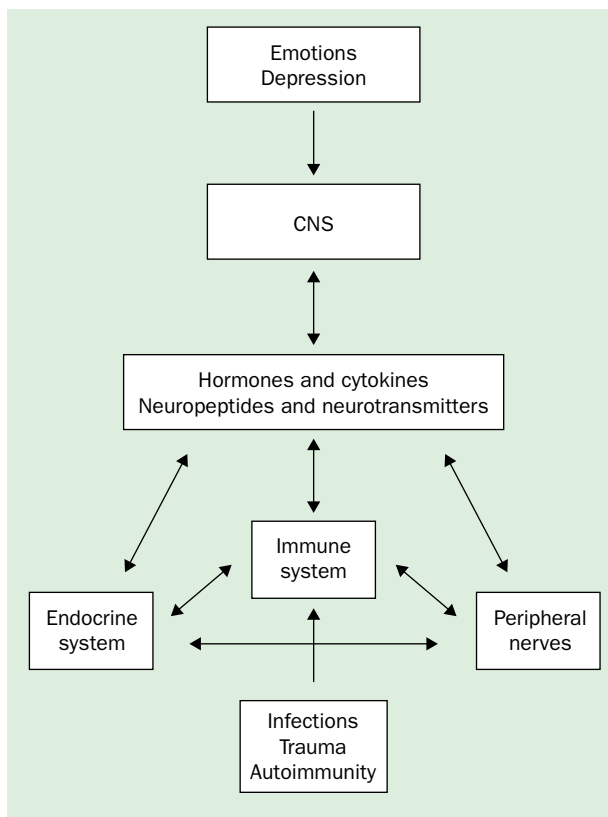 Emotions
Depression
CNS
Hormones and cytokines
Neuropeptides and neurotransmitters
Immune
system
Endocrine
system
Peripheral
nerves
Infections
Trauma
Autoimmunity